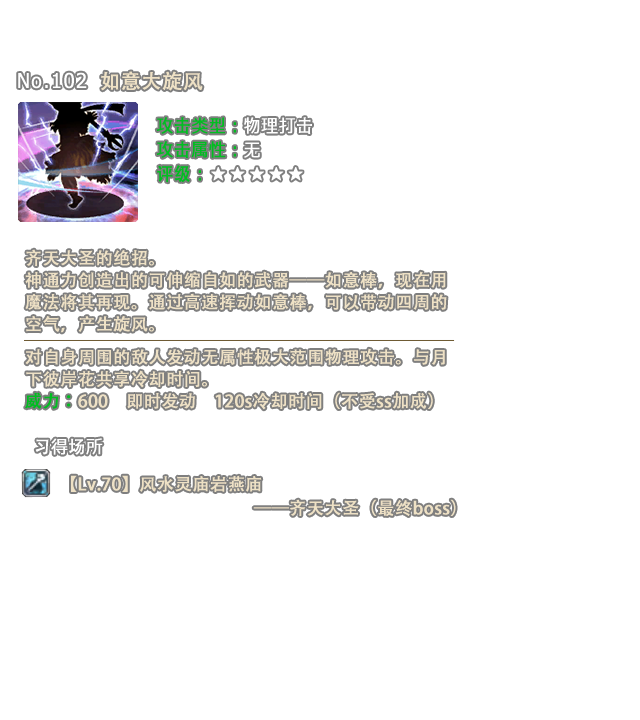 No.102 如意大旋风
攻击类型：物理打击
攻击属性：无
评级：☆☆☆☆☆
齐天大圣的绝招。
神通力创造出的可伸缩自如的武器——如意棒，现在用
魔法将其再现。通过高速挥动如意棒，可以带动四周的
空气，产生旋风。
对自身周围的敌人发动无属性极大范围物理攻击。与月
下彼岸花共享冷却时间。
威力：600 即时发动 120s冷却时间（不受ss加成）
习得场所
【Lv.70】风水灵庙岩燕庙
——齐天大圣（最终boss）